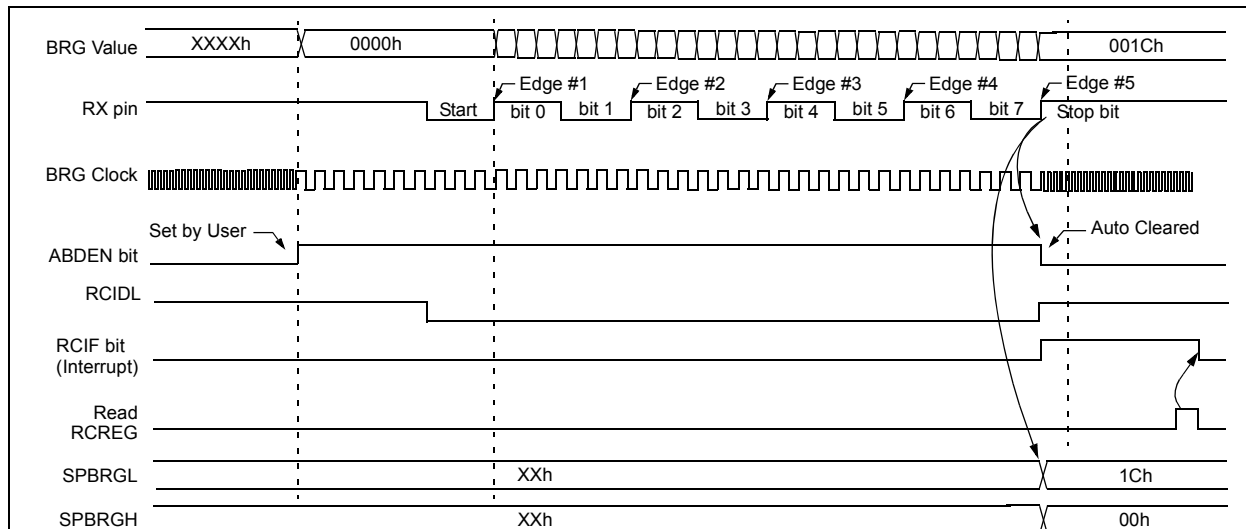 BRG Value XXXXh 0000h 001Ch
Edge #1 Edge #2 Edge #3 Edge #4 Edge #5
RX pin Start bit 0 bit 1 bit 2 bit 3 bit 4 bit 5 bit 6 bit 7 Stop bit
BRG Clock
Set by User Auto Cleared
ABDEN bit
RCIDL
RCIF bit
(Interrupt)
Read
RCREG
SPBRGL XXh 1Ch
SPBRGH XXh 00h